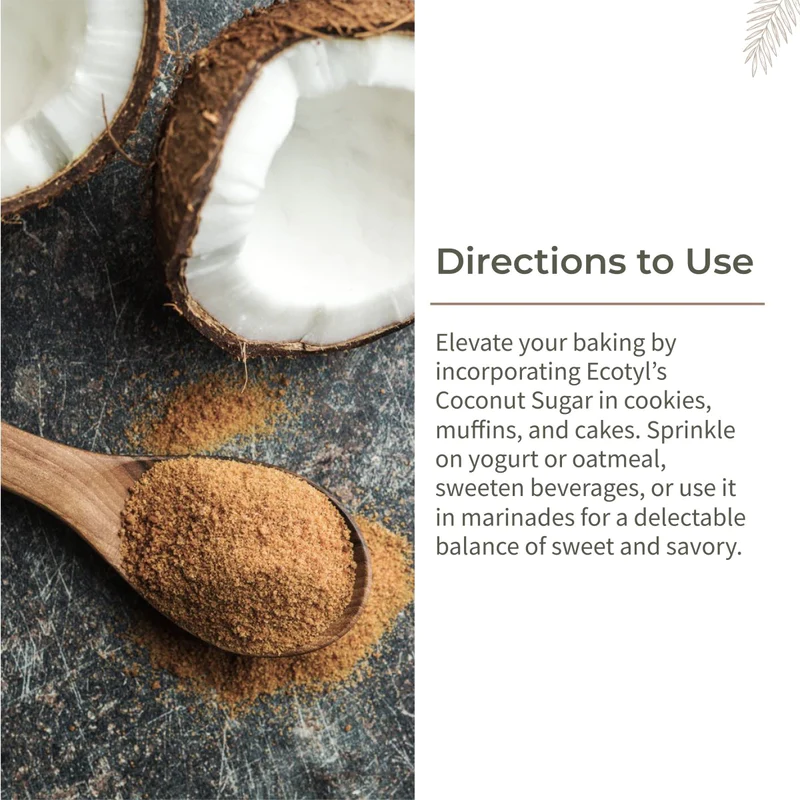 Directions to Use
Elevate your baking by
incorporating Ecotyl’s
Coconut Sugar in cookies,
muffins, and cakes. Sprinkle
on yogurt or oatmeal,
sweeten beverages, or use it
in marinades for a delectable
balance of sweet and savory.